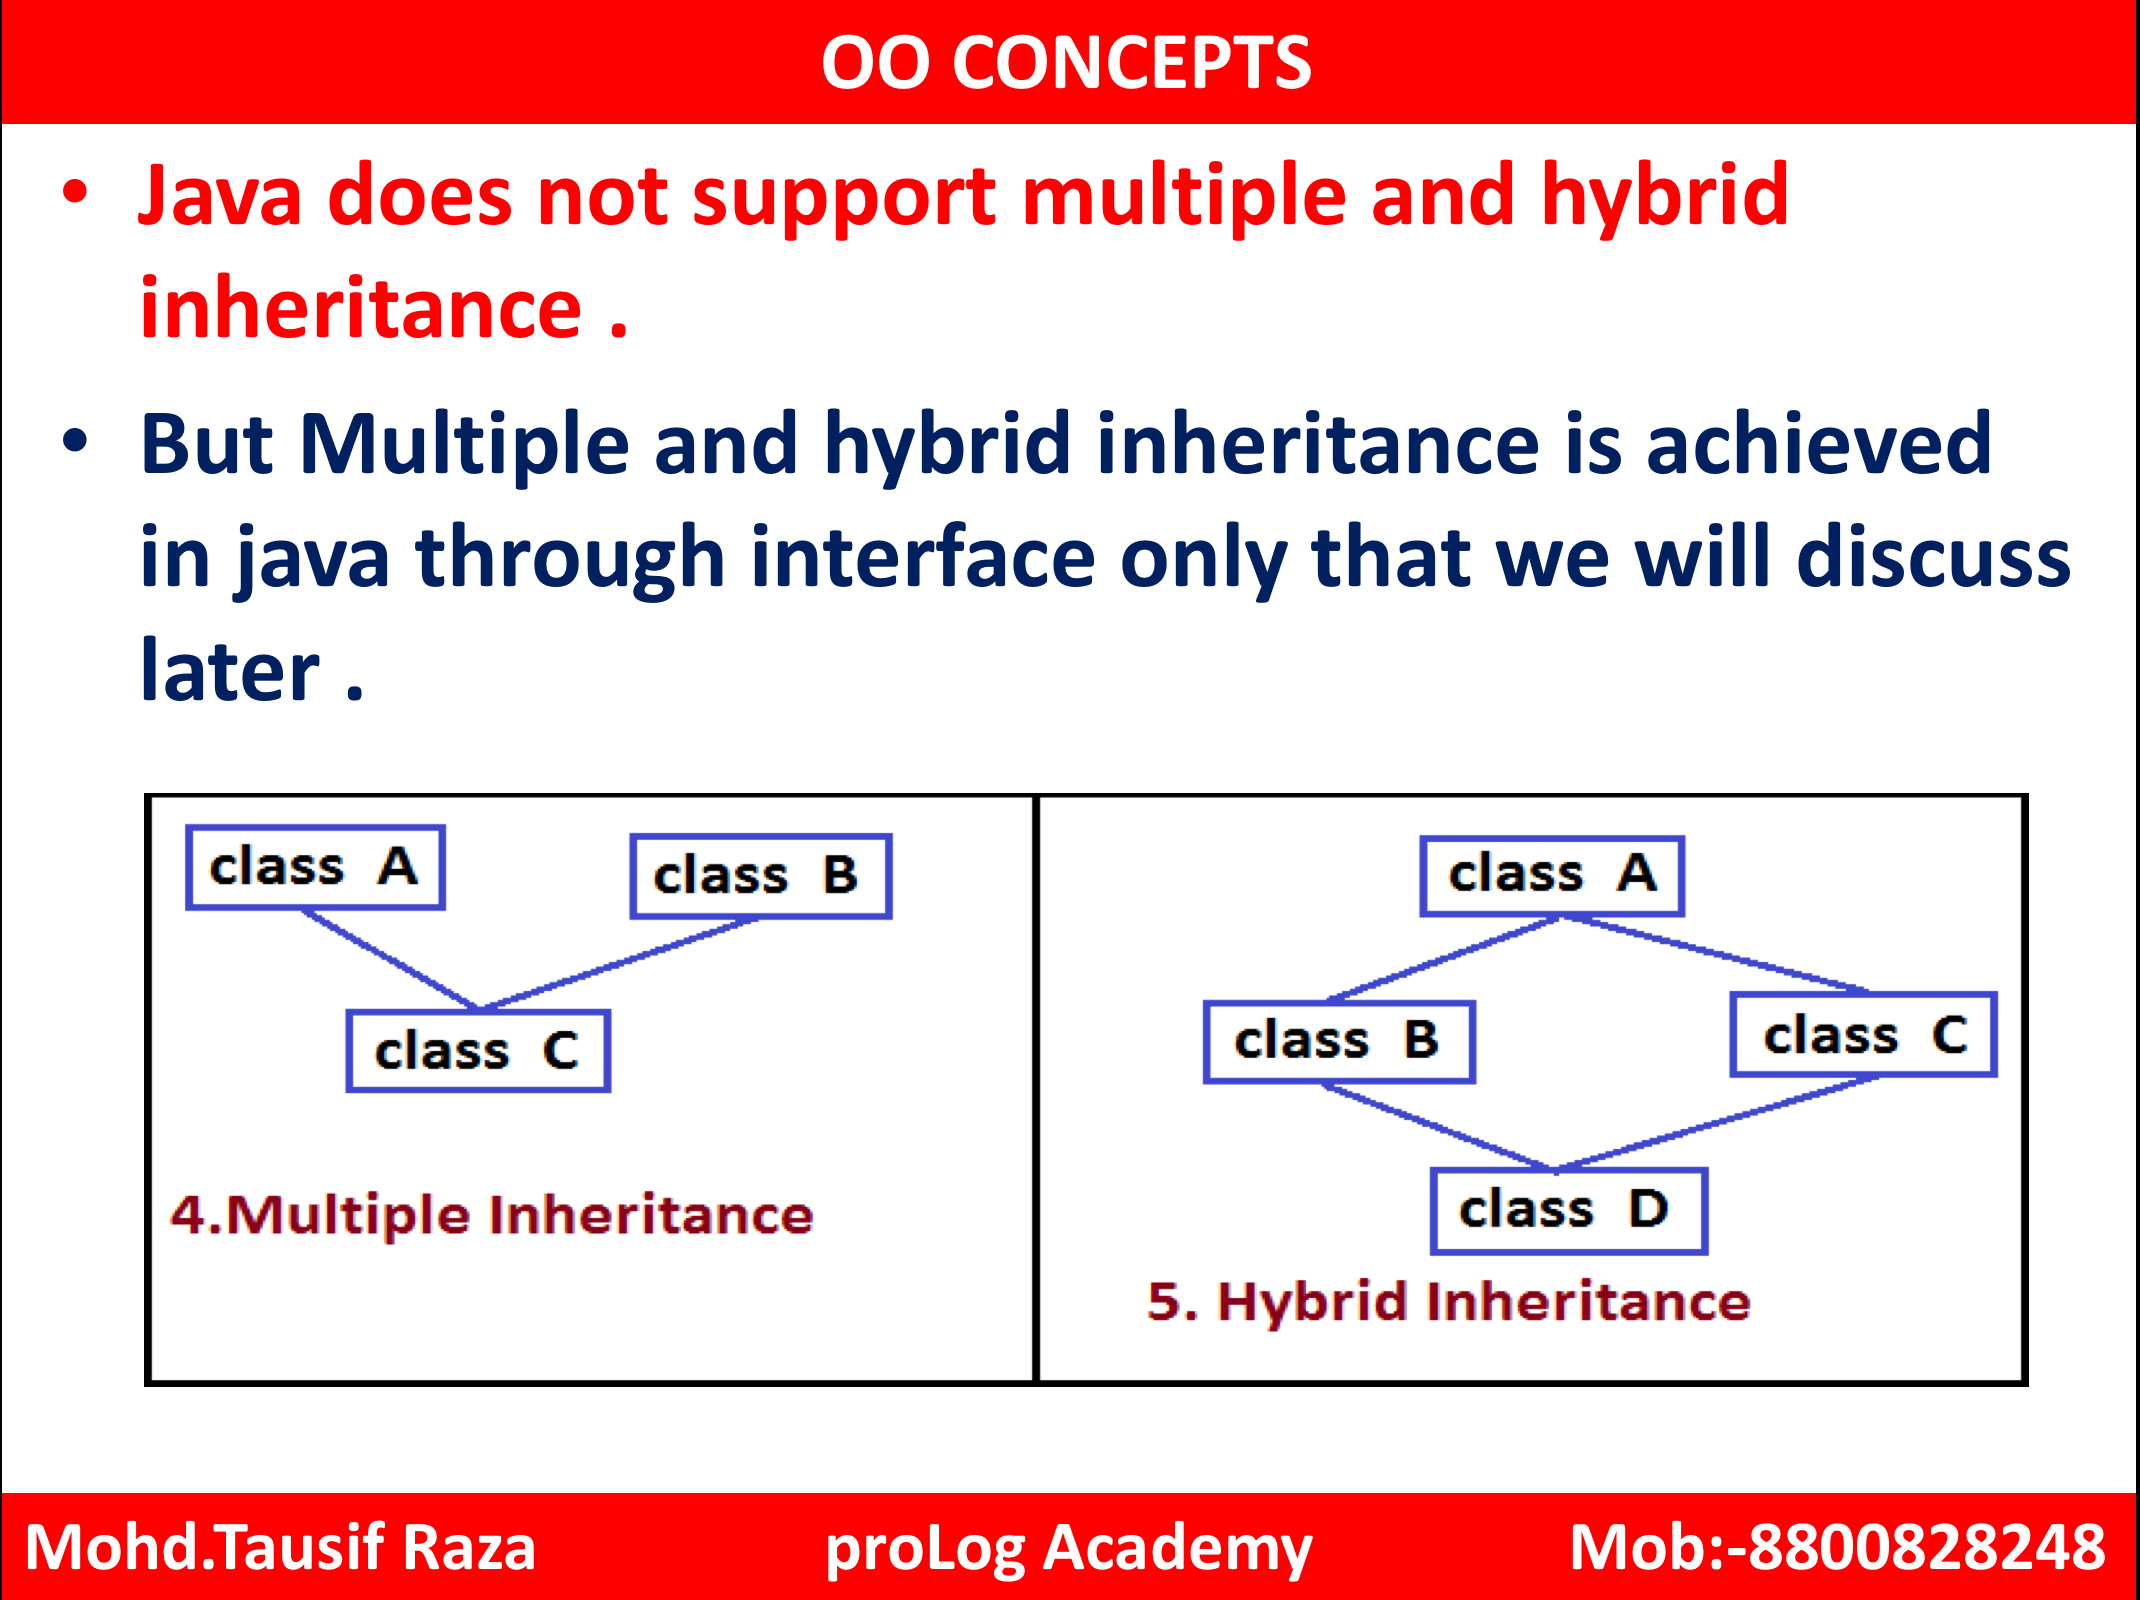 OO CONCEPTS
• Java does not support multiple and hybrid
inheritance .
• But Multiple and hybrid inheritance is achieved
in java through interface only that we will discuss
later .
class A
class B
class C
4.Multiple Inheritance
class A
class B
class C
class D
5. Hybrid Inheritance
Mohd.Tausif Raza proLog Academy Mob:-8800828248